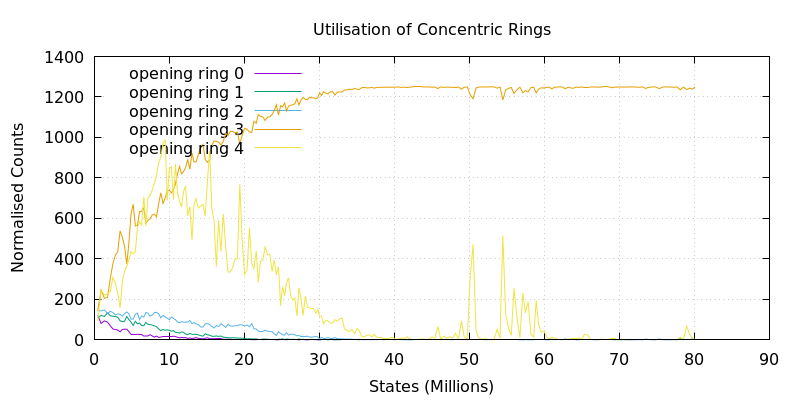 Utilisation of Concentric Rings
1400
1200
1000
800
600
400
200
0
Normalised Counts
opening ring 0
opening ring 1
opening ring 2
opening ring 3
opening ring 4
0 10 20 30 40 50 60 70 80 90
States (Millions)